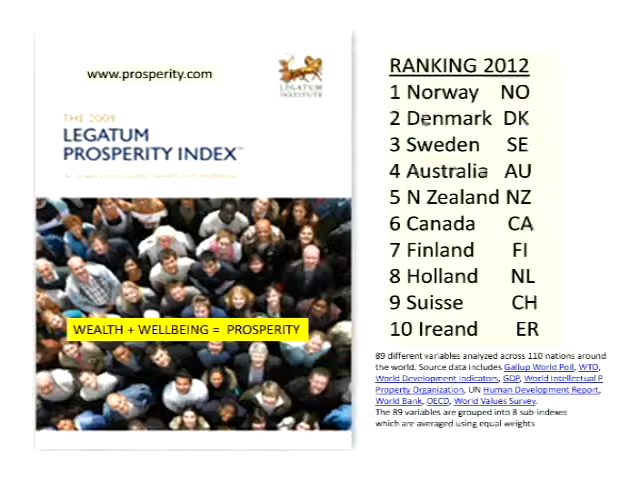 www.prosperity.com
LEGATUM
INSTITUTE
THE 2009
LEGATUM
PROSPERITY INDEX™
WEALTH + WELLBEING = PROSPERITY
RANKING 2012
1 Norway NO
2 Denmark DK
3 Sweden SE
4 Australia AU
5 N Zealand NZ
6 Canada CA
7 Finland FI
8 Holland NL
9 Suisse CH
10 Ireand ER
89 different variables analyzed across 110 nations around
the world. Source data includes Gallup World Poll, WTO,
World Development Indicators, GDP, World Intellectual P
Property Organization, UN Human Development Report,
World Bank, OECD, World Values Survey.
The 89 variables are grouped into 8 sub-indexes
which are averaged using equal weights